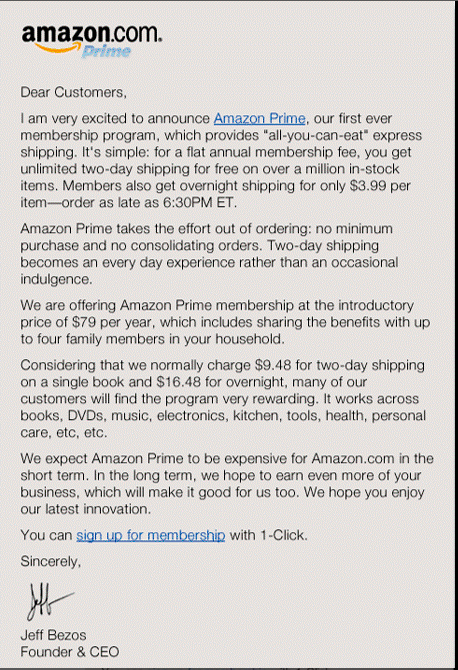 amazon.com.
Prime
Dear Customers,
I am very excited to announce Amazon Prime, our first ever
membership program, which provides "all-you-can-eat" express
shipping. It's simple: for a flat annual membership fee, you get
unlimited two-day shipping for free on over a million in-stock
items. Members also get overnight shipping for only $3.99 per
item—order as late as 6:30PM ET.
Amazon Prime takes the effort out of ordering: no minimum
purchase and no consolidating orders. Two-day shipping
becomes an every day experience rather than an occasional
indulgence.
We are offering Amazon Prime membership at the introductory
price of $79 per year, which includes sharing the benefits with up
to four family members in your household.
Considering that we normally charge $9.48 for two-day shipping
on a single book and $16.48 for overnight, many of our
customers will find the program very rewarding. It works across
books, DVDs, music, electronics, kitchen, tools, health, personal
care, etc, etc.
We expect Amazon Prime to be expensive for Amazon.com in the
short term. In the long term, we hope to earn even more of your
business, which will make it good for us too. We hope you enjoy
our latest innovation.
You can sign up for membership with 1-Click.
Sincerely,
Jeff
Jeff Bezos
Founder & CEO